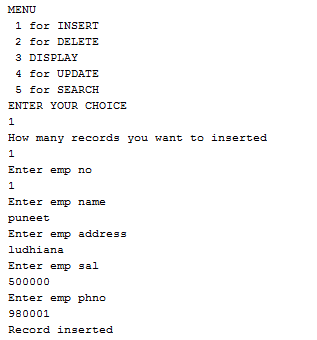 MENU
1 for INSERT
2 for DELETE
3 DISPLAY
4 for UPDATE
5 for SEARCH
ENTER YOUR CHOICE
1
How many records you want to inserted
1
Enter emp no
1
Enter emp name
puneet
Enter emp address
ludhiana
Enter emp sal
500000
Enter emp phno
980001
Record inserted